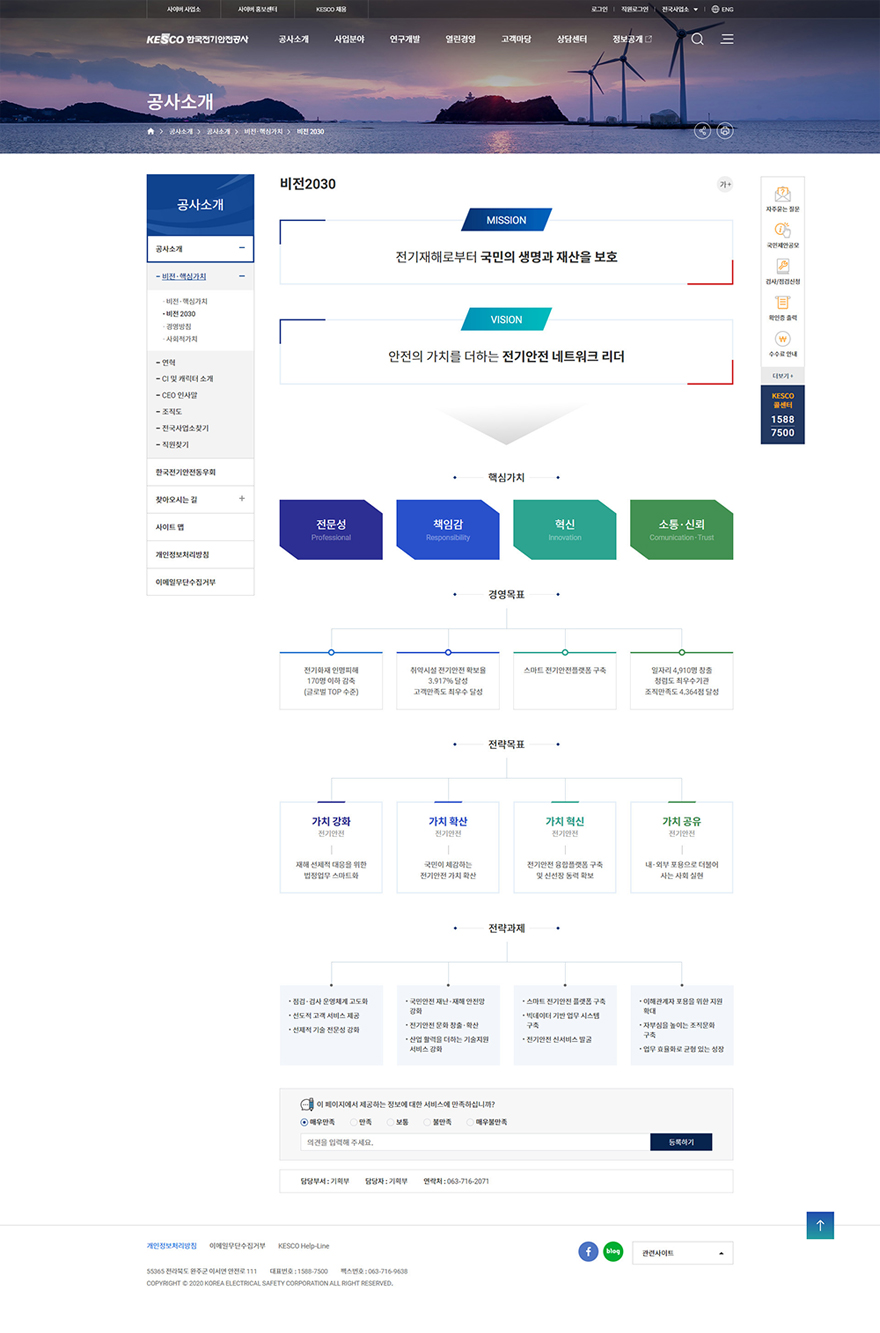 사이버 사업소
사이버 홍보센터
KESCO 채용
로그인
직원로그인
전국사업소
ENG
KESCO 한국전기안전공사
공사소개
사업분야
연구개발
열린경영
고객마당
상담센터
정보공개
공사소개
공사소개
공사소개
비전·핵심가치
비전 2030
공사소개
공사소개
비전·핵심가치
비전·핵심가치
비전 2030
경영방침
사회적가치
연혁
CI 및 캐릭터 소개
CEO 인사말
조직도
전국사업소찾기
직원찾기
한국전기안전동우회
찾아오시는 길
사이트 맵
개인정보처리방침
이메일무단수집거부
비전2030
가+
MISSION
전기재해로부터 국민의 생명과 재산을 보호
VISION
안전의 가치를 더하는 전기안전 네트워크 리더
핵심가치
전문성
Professional
책임감
Responsibility
혁신
Innovation
소통·신뢰
Comunication·Trust
경영목표
전기화재 인명피해
170명 이하 감축
(글로벌 TOP 수준)
취약시설 전기안전 확보율
3.917% 달성
고객만족도 최우수 달성
스마트 전기안전플랫폼 구축
일자리 4,910명 창출
청렴도 최우수기관
조직만족도 4.364점 달성
전략목표
가치 강화
전기안전
재해 선제적 대응을 위한
법정업무 스마트화
가치 확산
전기안전
국민이 체감하는
전기안전 가치 확산
가치 혁신
전기안전
전기안전 융합플랫폼 구축
및 신성장 동력 확보
가치 공유
전기안전
내·외부 포용으로 더불어
사는 사회 실현
전략과제
점검·검사 운영체계 고도화
선도적 고객 서비스 제공
선제적 기술 전문성 강화
국민안전 재난·재해 안전망
강화
전기안전 문화 창출·확산
산업 활력을 더하는 기술지원
서비스 강화
스마트 전기안전 플랫폼 구축
빅데이터 기반 업무 시스템
구축
전기안전 신서비스 발굴
이해관계자 포용을 위한 지원
확대
자부심을 높이는 조직문화
구축
업무 효율화로 균형 있는 성장
자주묻는 질문
국민제안공모
검사/점검신청
확인증 출력
수수료 안내
더보기 +
KESCO
콜센터
1588
7500
이 페이지에서 제공하는 정보에 대한 서비스에 만족하십니까?
매우만족
만족
보통
불만족
매우불만족
의견을 입력해 주세요.
등록하기
담당부서 : 기획부
담당자 : 기획부
연락처 : 063-716-2071
개인정보처리방침
이메일무단수집거부
KESCO Help-Line
blog
관련사이트
55365 전라북도 완주군 이서면 안전로 111
대표번호 : 1588-7500
팩스번호 : 063-716-9638
COPYRIGHT © 2020 KOREA ELECTRICAL SAFETY CORPORATION ALL RIGHT RESERVED.